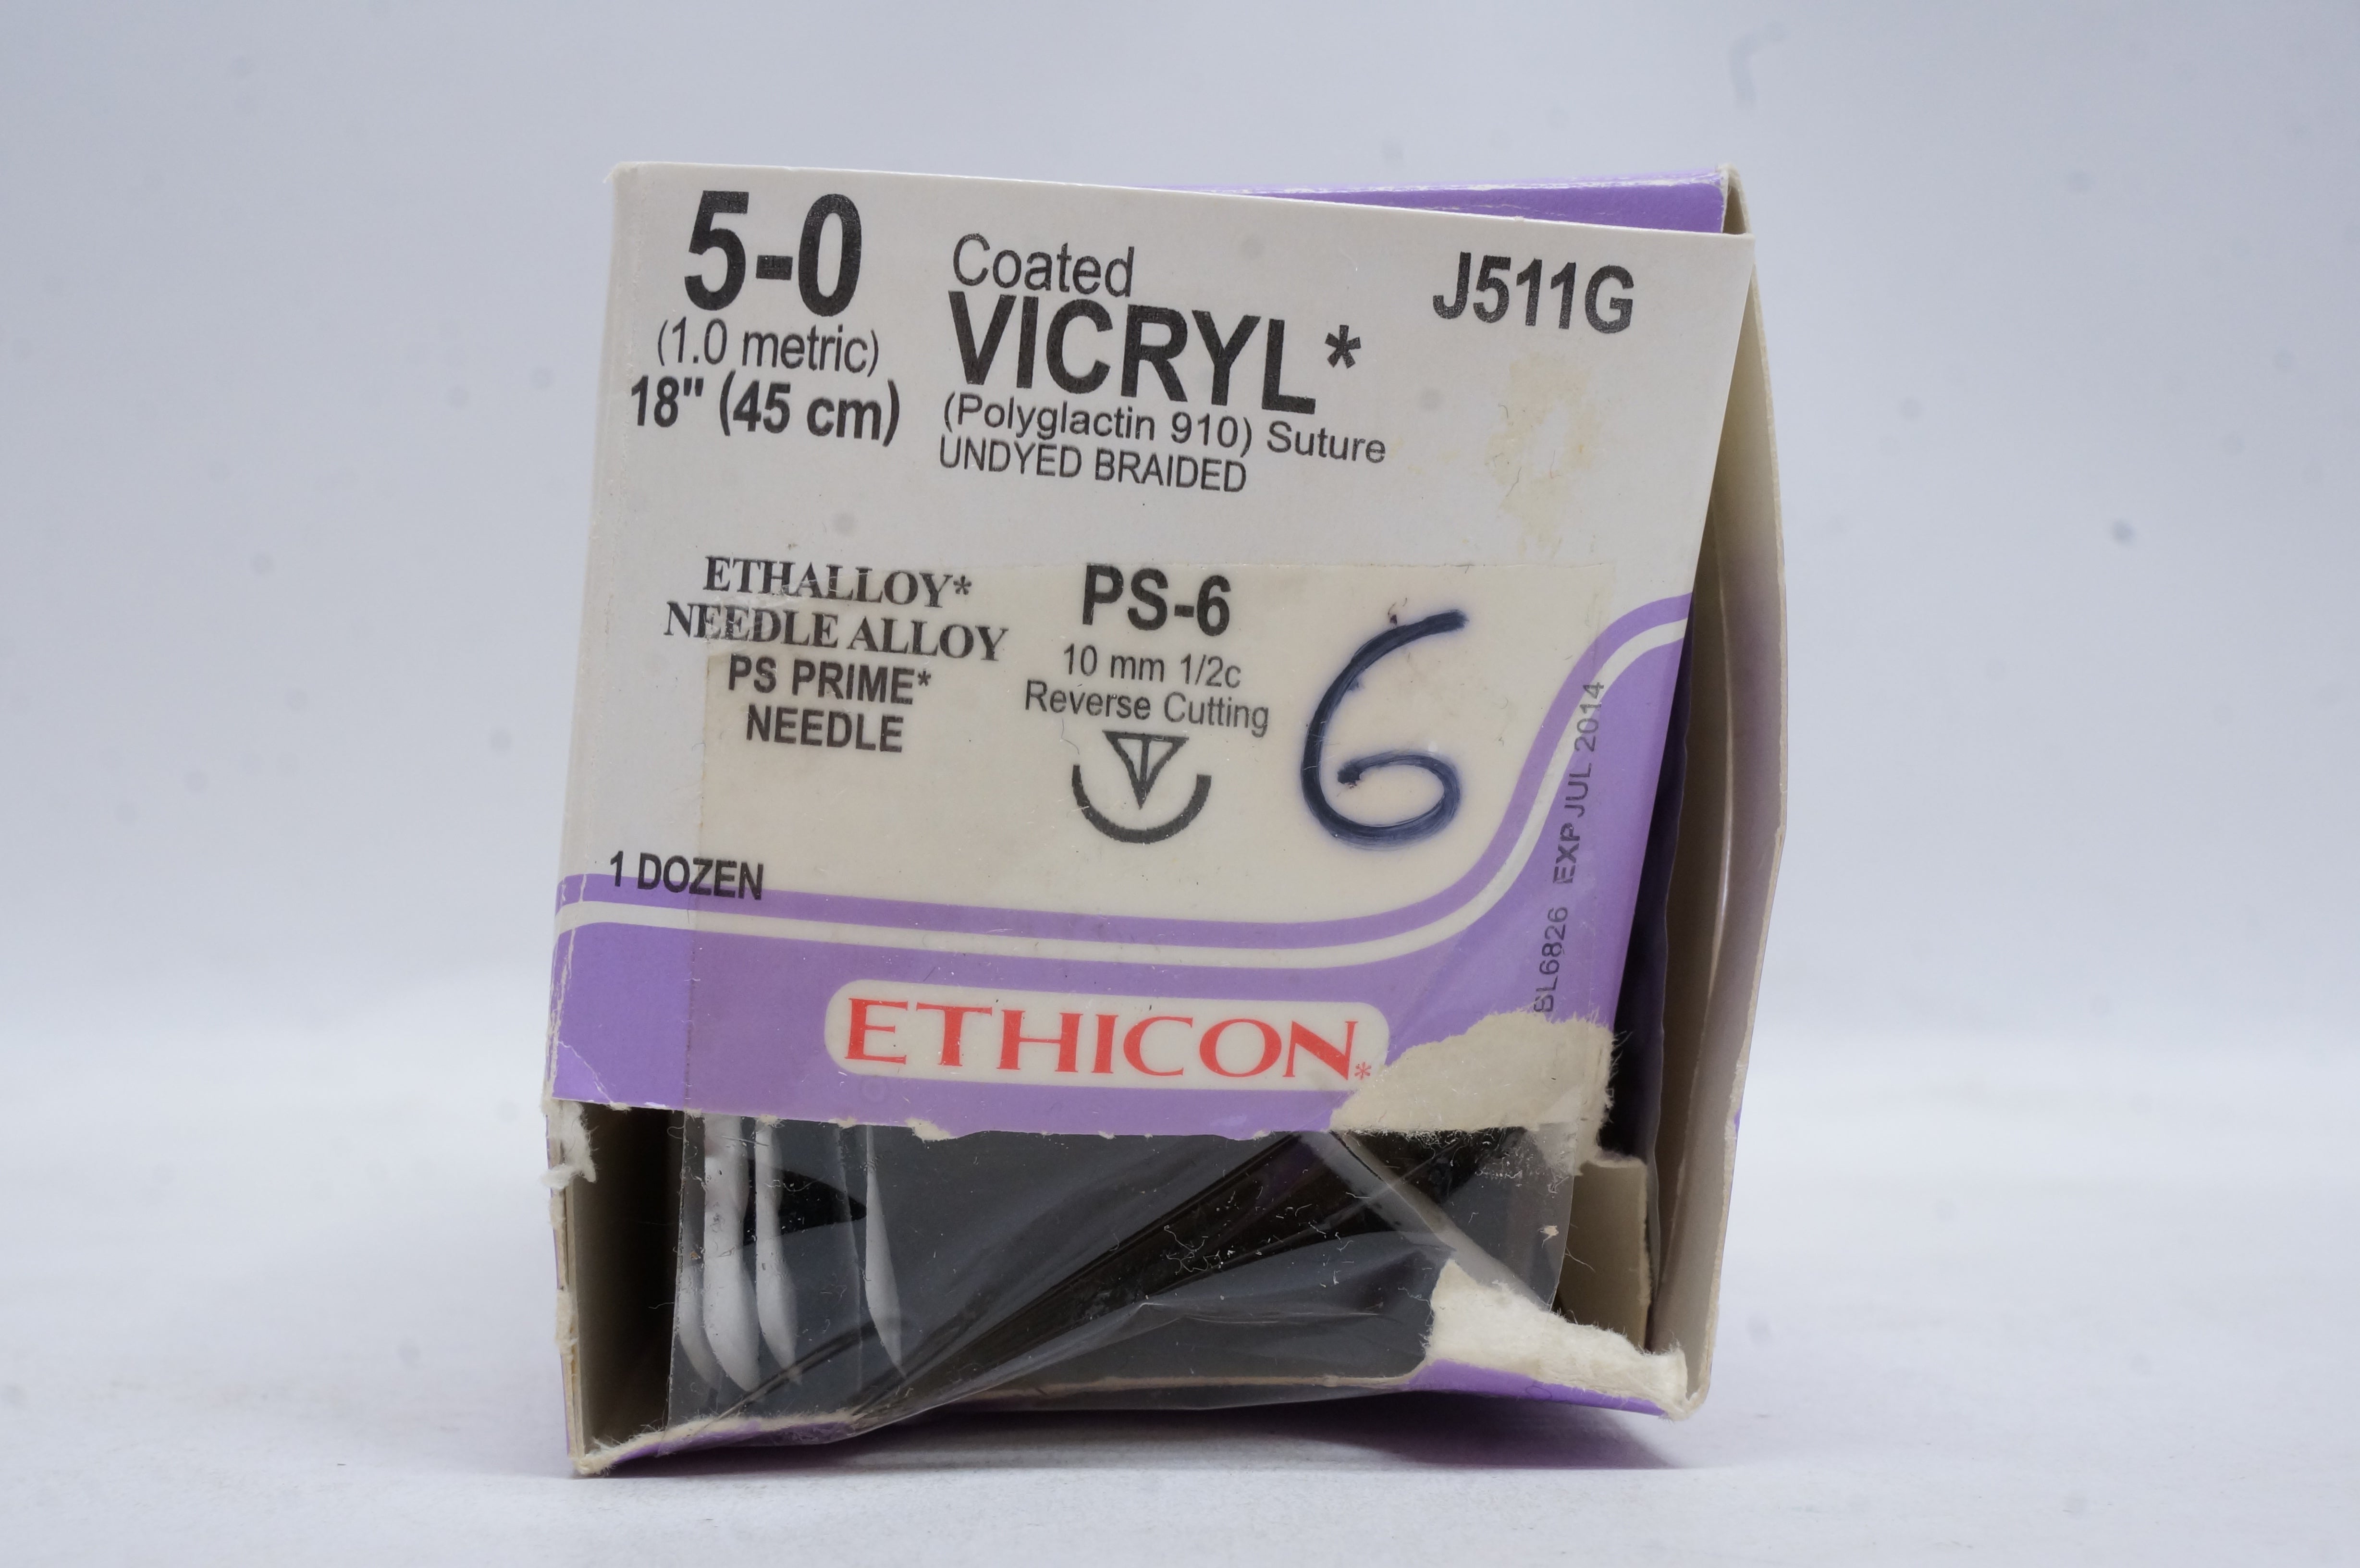 5-0
(1.0 metric)
18" (45 cm)
Coated
VICRYL*
(Polyglactin 910) Suture
UNDYED BRAIDED
J511G
ETHALLOY*
NEEDLE ALLOY
PS PRIME*
NEEDLE
PS-6
10 mm 1/2c
Reverse Cutting
6
1 DOZEN
BL6826 EXP JUL 2014
ETHICON*